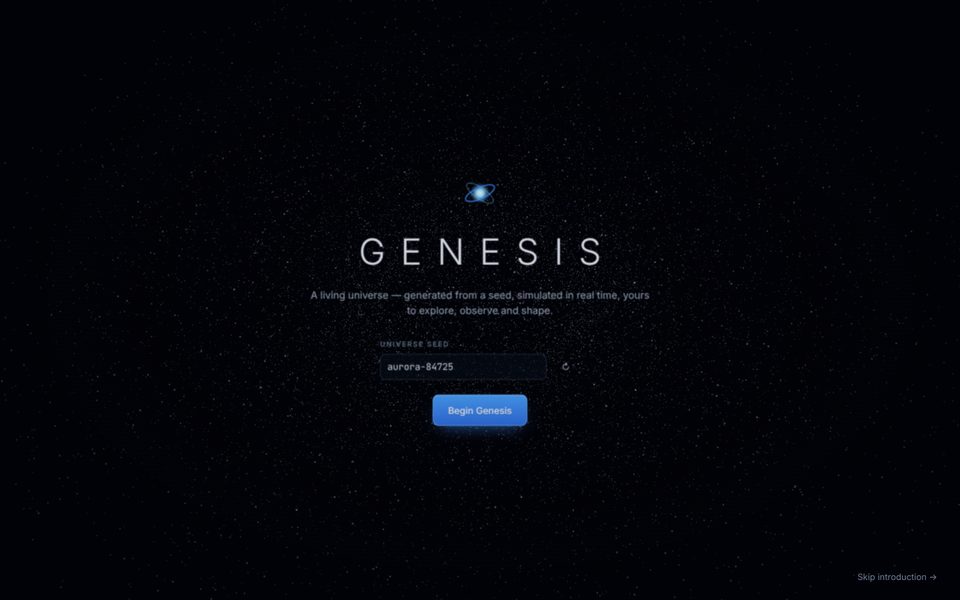 GENESIS
A living universe — generated from a seed, simulated in real time, yours
to explore, observe and shape.
UNIVERSE SEED
aurora-84725
Begin Genesis
Skip introduction →